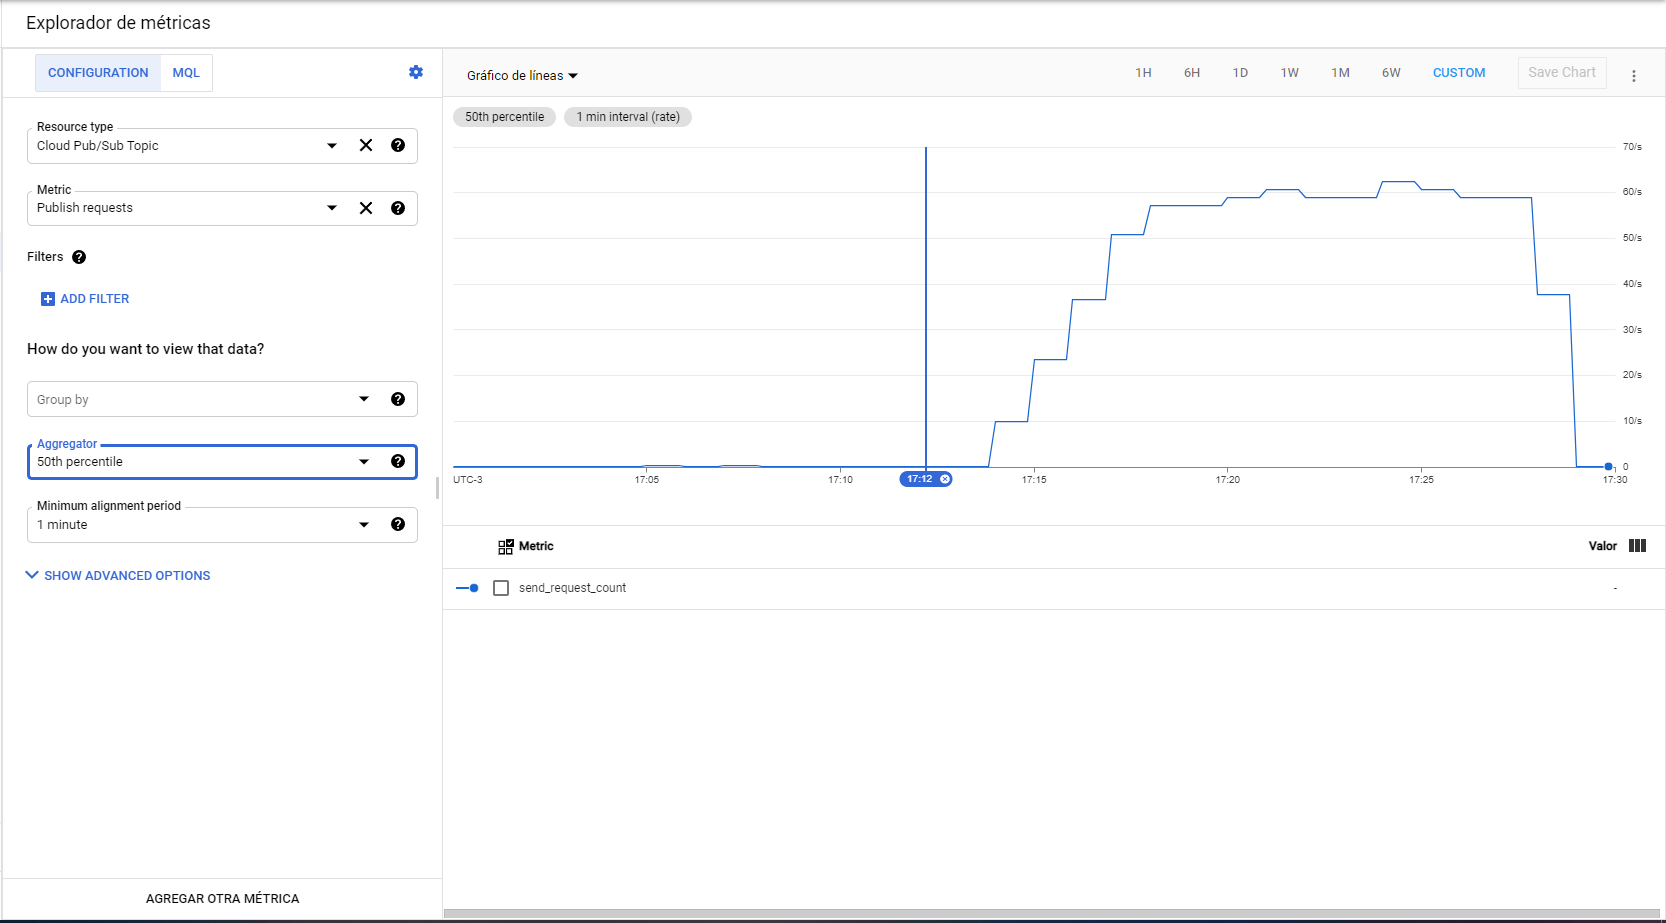 Explorador de métricas
CONFIGURATION MQL
Resource type
Cloud Pub/Sub Topic
Metric
Publish requests
Filters
ADD FILTER
How do you want to view that data?
Group by
Aggregator
50th percentile
Minimum alignment period
1 minute
SHOW ADVANCED OPTIONS
AGREGAR OTRA MÉTRICA
Gráfico de líneas
1H 6H 1D 1W 1M 6W CUSTOM Save Chart
50th percentile 1 min interval (rate)
70/s
60/s
50/s
40/s
30/s
20/s
10/s
0
UTC-3 17:05 17:10 17:12 17:15 17:20 17:25 17:30
Metric Valor
send_request_count -